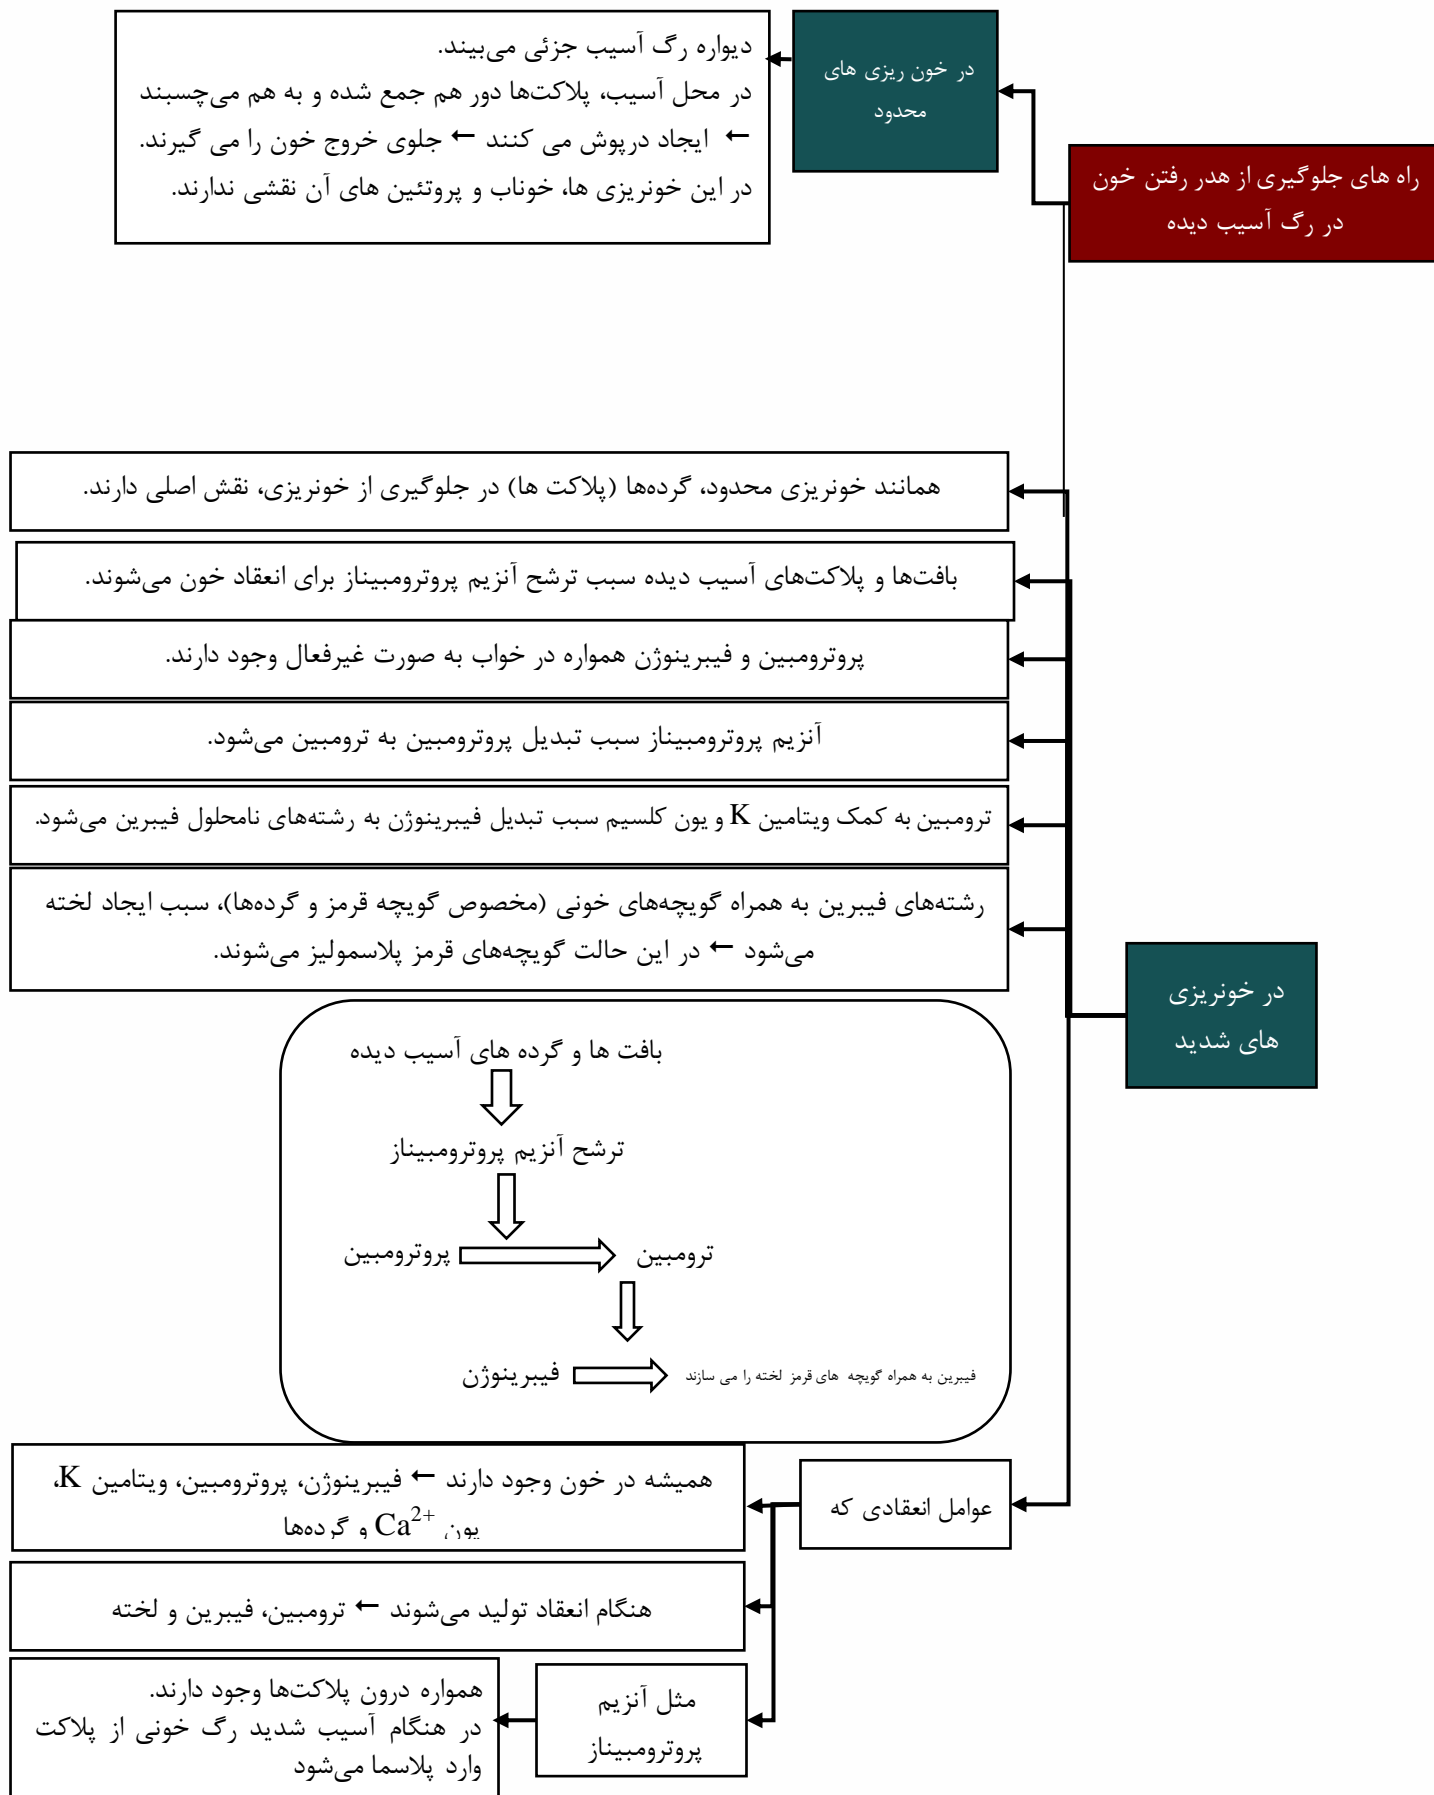 راه های جلوگیری از هدر رفتن خون
در رگ آسیب دیده
در خون ریزی های
محدود
دیواره رگ آسیب جزئی می‌بیند.
در محل آسیب، پلاکت‌ها دور هم جمع شده و به هم می‌چسبند
← ایجاد درپوش می کنند ← جلوی خروج خون را می گیرند.
در این خونریزی ها، خوناب و پروتئین های آن نقشی ندارند.
در خونریزی
های شدید
همانند خونریزی محدود، گرده‌ها (پلاکت ها) در جلوگیری از خونریزی، نقش اصلی دارند.
بافت‌ها و پلاکت‌های آسیب دیده سبب ترشح آنزیم پروترومبیناز برای انعقاد خون می‌شوند.
پروترومبین و فیبرینوژن همواره در خواب به صورت غیرفعال وجود دارند.
آنزیم پروترومبیناز سبب تبدیل پروترومبین به ترومبین می‌شود.
ترومبین به کمک ویتامین K و یون کلسیم سبب تبدیل فیبرینوژن به رشته‌های نامحلول فیبرین می‌شود.
رشته‌های فیبرین به همراه گویچه‌های خونی (مخصوص گویچه قرمز و گرده‌ها)، سبب ایجاد لخته
می‌شود ← در این حالت گویچه‌های قرمز پلاسمولیز می‌شوند.
بافت ها و گرده های آسیب دیده
ترشح آنزیم پروترومبیناز
پروترومبین
ترومبین
فیبرینوژن
فیبرین به همراه گویچه های قرمز لخته را می سازند
عوامل انعقادی که
همیشه در خون وجود دارند ← فیبرینوژن، پروترومبین، ویتامین K،
یون Ca²⁺ و گرده‌ها
هنگام انعقاد تولید می‌شوند ← ترومبین، فیبرین و لخته
مثل آنزیم
پروترومبیناز
همواره درون پلاکت‌ها وجود دارند.
در هنگام آسیب شدید رگ خونی از پلاکت
وارد پلاسما می‌شود